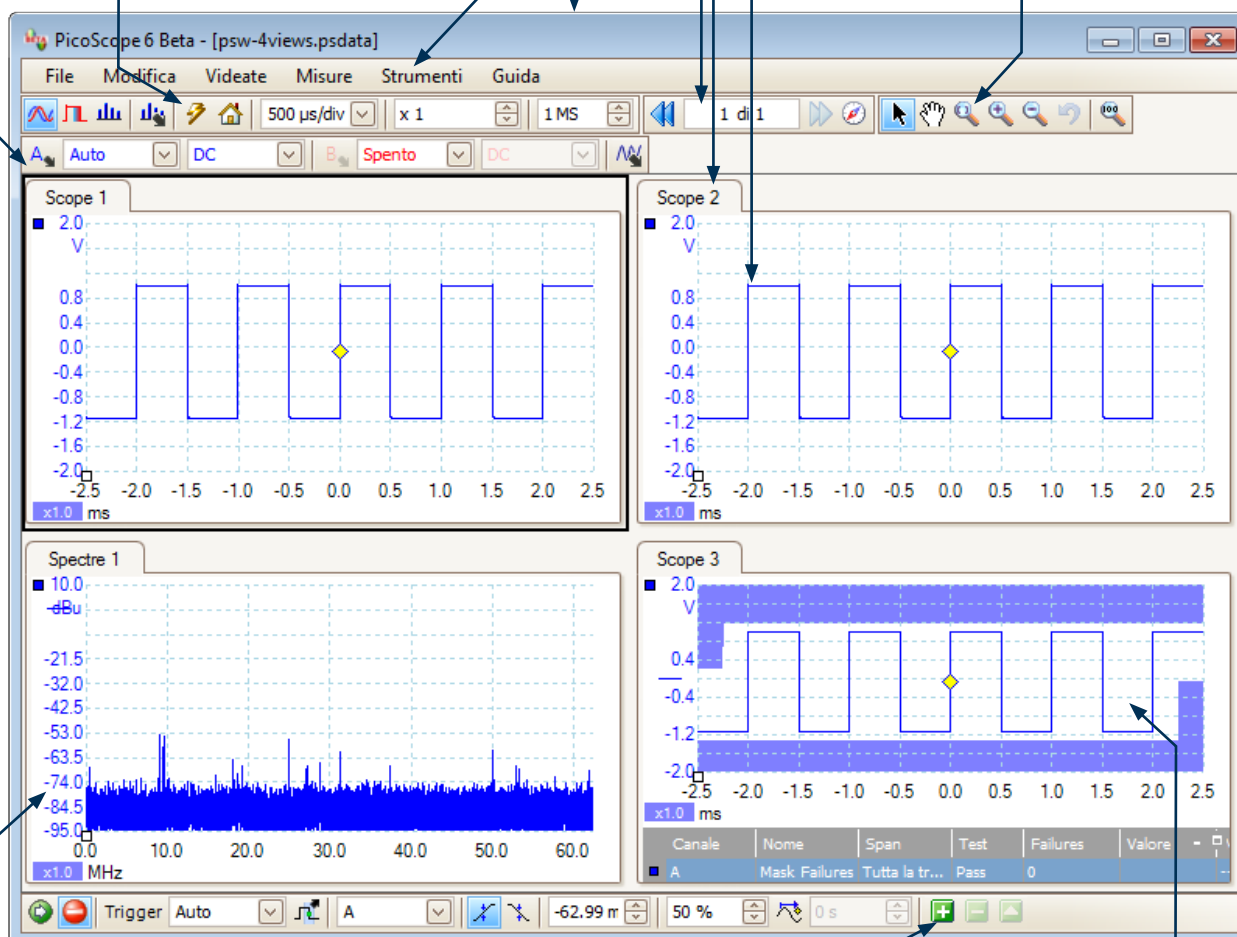 PicoScope 6 Beta - [psw-4views.psdata]
File Modifica Videate Misure Strumenti Guida
500 µs/div x 1 1 MS 1 di 1 100
A Auto DC B Spento DC
Scope 1
2.0
V
0.8
0.4
0.0
-0.4
-0.8
-1.2
-1.6
-2.0
-2.5 -2.0 -1.5 -1.0 -0.5 0.0 0.5 1.0 1.5 2.0 2.5
x1.0 ms
Scope 2
2.0
V
0.8
0.4
0.0
-0.4
-0.8
-1.2
-1.6
-2.0
-2.5 -2.0 -1.5 -1.0 -0.5 0.0 0.5 1.0 1.5 2.0 2.5
x1.0 ms
Spectre 1
10.0
dBu
-21.5
-32.0
-42.5
-53.0
-63.5
-74.0
-84.5
-95.0
0.0 10.0 20.0 30.0 40.0 50.0 60.0
x1.0 MHz
Scope 3
2.0
V
0.4
-0.4
-1.2
-2.0
-2.5 -2.0 -1.5 -1.0 -0.5 0.0 0.5 1.0 1.5 2.0 2.5
x1.0 ms
Canale Nome Span Test Failures Valore
A Mask Failures Tutta la tr... Pass 0
Trigger Auto A -62.99 m 50 % 0 s